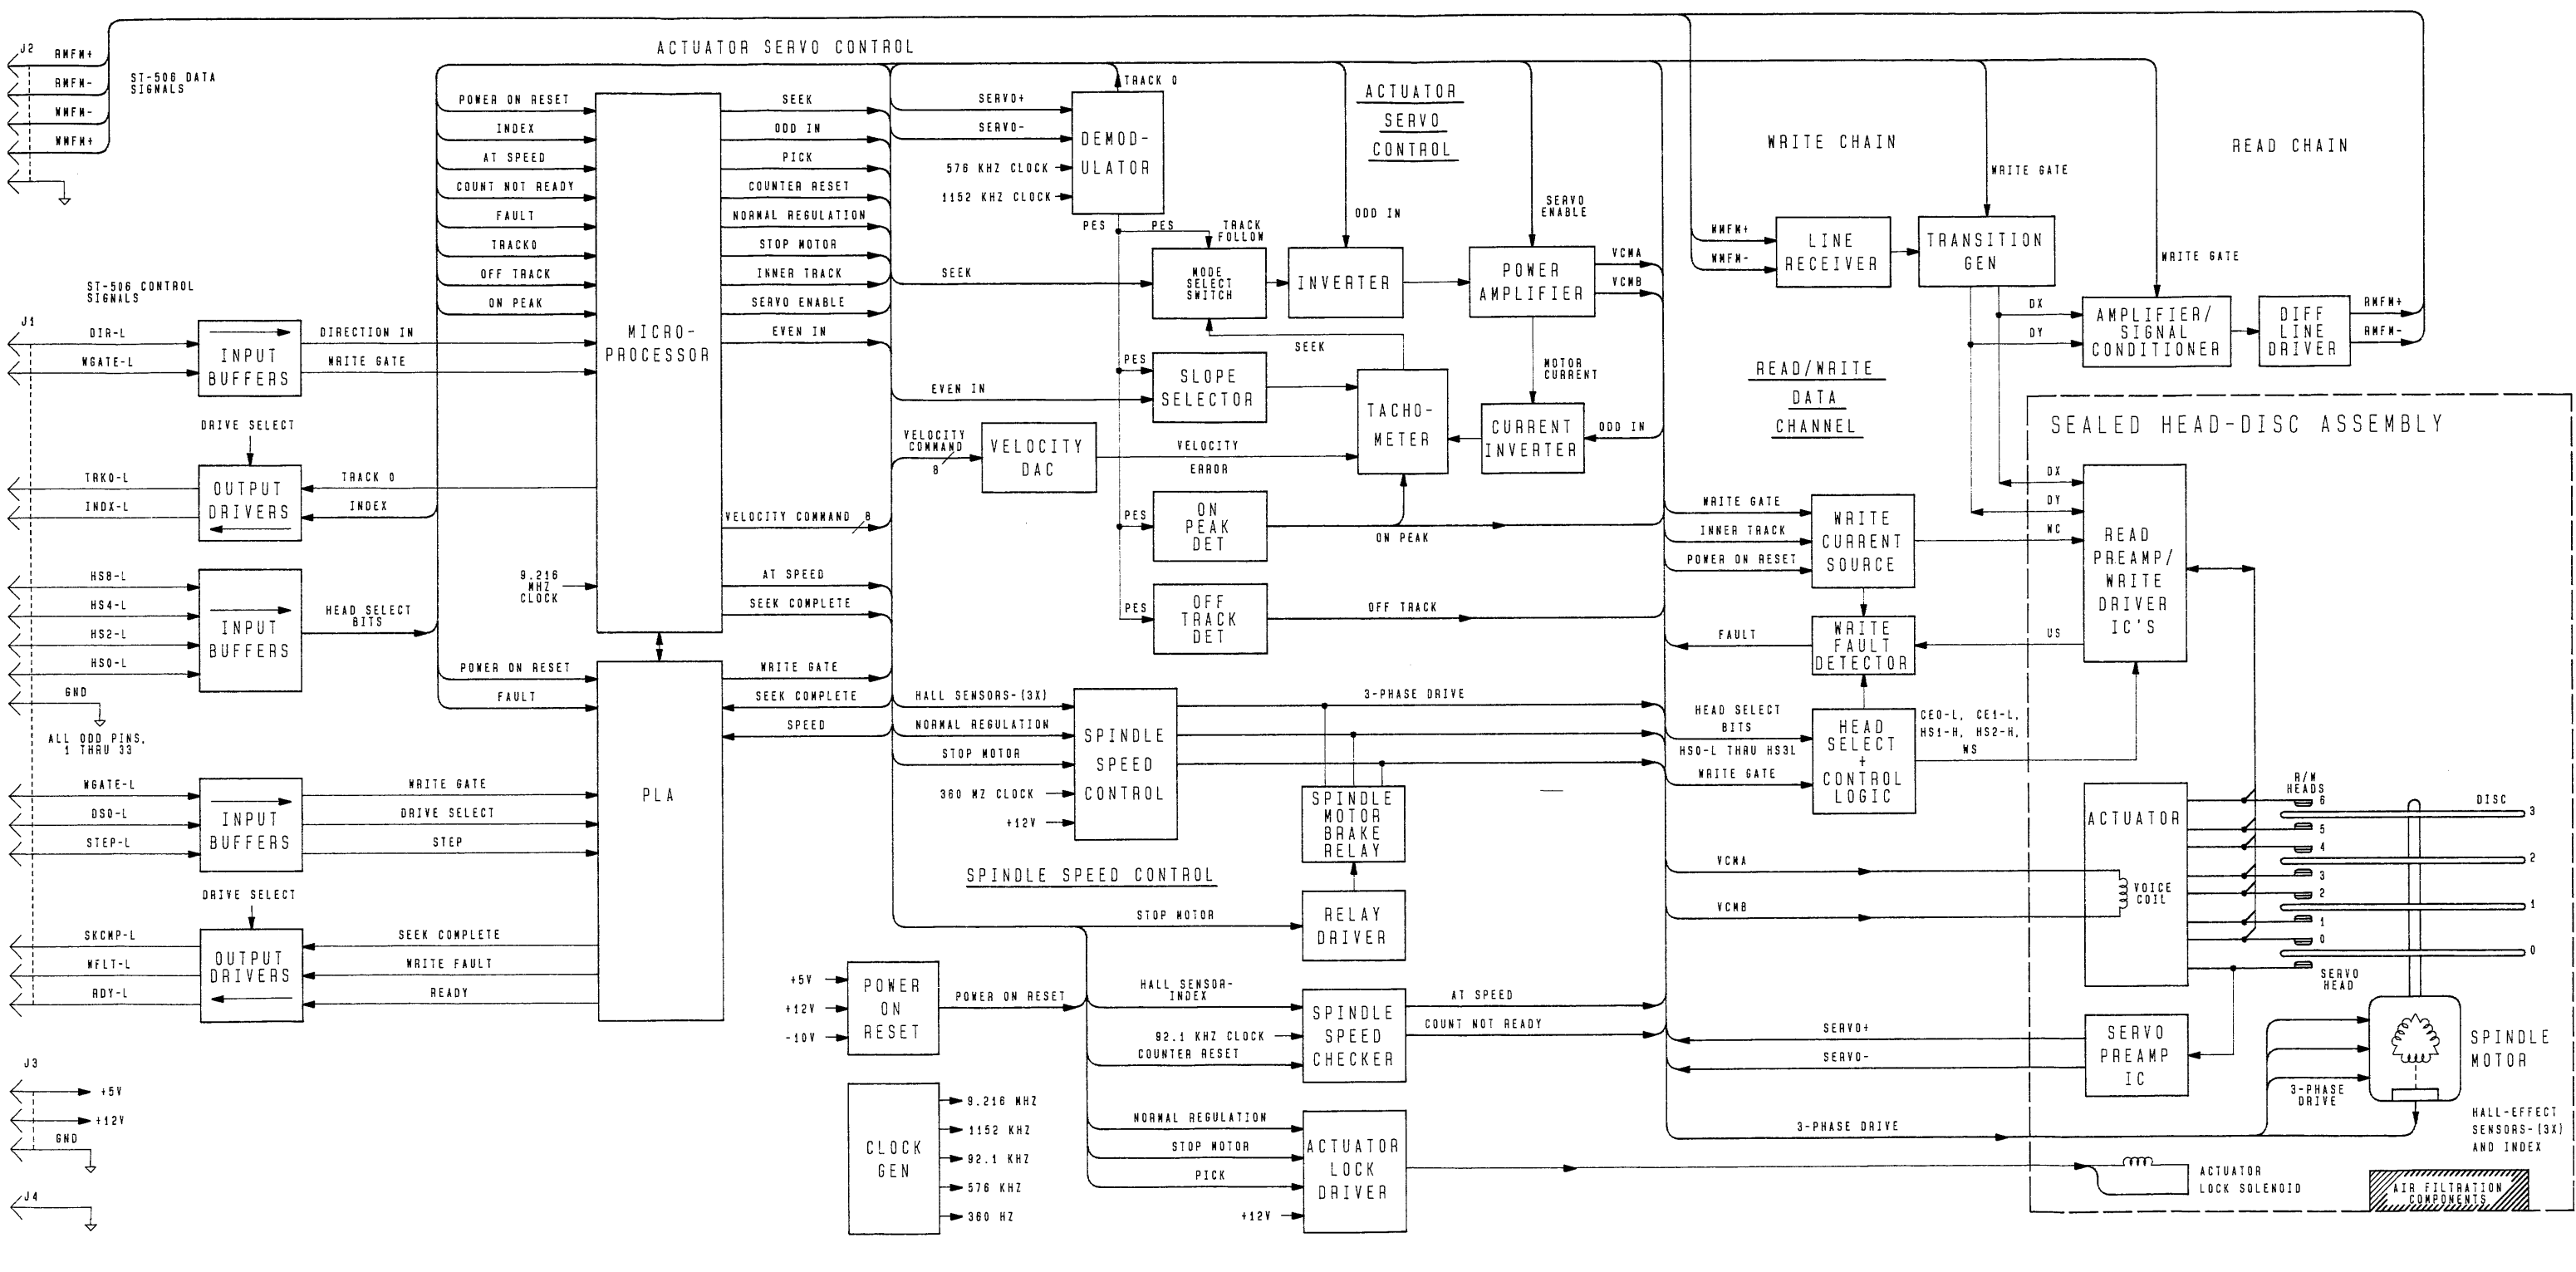 ACTUATOR SERVO CONTROL
J2
RMFM+
RMFM-
WMFM-
WMFM+
ST-506 DATA
SIGNALS
ST-506 CONTROL
SIGNALS
J1
DIR-L
WGATE-L
INPUT
BUFFERS
DIRECTION IN
WRITE GATE
DRIVE SELECT
TRK0-L
INDX-L
OUTPUT
DRIVERS
TRACK 0
INDEX
HS8-L
HS4-L
HS2-L
HS0-L
GND
ALL ODD PINS,
1 THRU 33
INPUT
BUFFERS
HEAD SELECT
BITS
WGATE-L
DS0-L
STEP-L
INPUT
BUFFERS
WRITE GATE
DRIVE SELECT
STEP
DRIVE SELECT
SKCMP-L
WFLT-L
RDY-L
OUTPUT
DRIVERS
SEEK COMPLETE
WRITE FAULT
READY
J3
+5V
+12V
GND
J4
POWER ON RESET
INDEX
AT SPEED
COUNT NOT READY
FAULT
TRACK0
OFF TRACK
ON PEAK
MICRO-
PROCESSOR
9.216
MHZ
CLOCK
SEEK
ODD IN
PICK
COUNTER RESET
NORMAL REGULATION
STOP MOTOR
INNER TRACK
SERVO ENABLE
EVEN IN
VELOCITY COMMAND 8
AT SPEED
SEEK COMPLETE
POWER ON RESET
FAULT
PLA
WRITE GATE
SEEK COMPLETE
SPEED
SERVO+
SERVO-
576 KHZ CLOCK
1152 KHZ CLOCK
DEMOD-
ULATOR
TRACK 0
PES
PES
TRACK
FOLLOW
SEEK
MODE
SELECT
SWITCH
INVERTER
ODD IN
ACTUATOR
SERVO
CONTROL
SERVO
ENABLE
POWER
AMPLIFIER
VCMA
VCMB
SEEK
PES
SLOPE
SELECTOR
EVEN IN
VELOCITY
COMMAND
8
VELOCITY
DAC
VELOCITY
ERROR
TACHO-
METER
MOTOR
CURRENT
CURRENT
INVERTER
ODD IN
PES
ON
PEAK
DET
ON PEAK
PES
OFF
TRACK
DET
OFF TRACK
HALL SENSORS-(3X)
NORMAL REGULATION
STOP MOTOR
360 MZ CLOCK
+12V
SPINDLE
SPEED
CONTROL
3-PHASE DRIVE
SPINDLE
MOTOR
BRAKE
RELAY
SPINDLE SPEED CONTROL
STOP MOTOR
RELAY
DRIVER
+5V
+12V
-10V
POWER
ON
RESET
POWER ON RESET
HALL SENSOR-
INDEX
92.1 KHZ CLOCK
COUNTER RESET
SPINDLE
SPEED
CHECKER
AT SPEED
COUNT NOT READY
CLOCK
GEN
9.216 MHZ
1152 KHZ
92.1 KHZ
576 KHZ
360 HZ
NORMAL REGULATION
STOP MOTOR
PICK
+12V
ACTUATOR
LOCK
DRIVER
WRITE CHAIN
READ CHAIN
WMFM+
WMFM-
LINE
RECEIVER
TRANSITION
GEN
WRITE GATE
WRITE GATE
DX
DY
AMPLIFIER/
SIGNAL
CONDITIONER
DIFF
LINE
DRIVER
RMFM+
RMFM-
READ/WRITE
DATA
CHANNEL
SEALED HEAD-DISC ASSEMBLY
WRITE GATE
INNER TRACK
POWER ON RESET
WRITE
CURRENT
SOURCE
DX
DY
WC
READ
PREAMP/
WRITE
DRIVER
IC'S
FAULT
WRITE
FAULT
DETECTOR
US
HEAD SELECT
BITS
HS0-L THRU HS3L
WRITE GATE
HEAD
SELECT
+
CONTROL
LOGIC
CE0-L, CE1-L,
HS1-H, HS2-H,
WS
ACTUATOR
VOICE
COIL
VCMA
VCMB
R/W
HEADS
6
5
4
3
2
1
0
DISC
3
2
1
0
SERVO
HEAD
SERVO+
SERVO-
SERVO
PREAMP
IC
SPINDLE
MOTOR
3-PHASE
DRIVE
3-PHASE DRIVE
HALL-EFFECT
SENSORS-(3X)
AND INDEX
ACTUATOR
LOCK SOLENOID
AIR FILTRATION
COMPONENTS